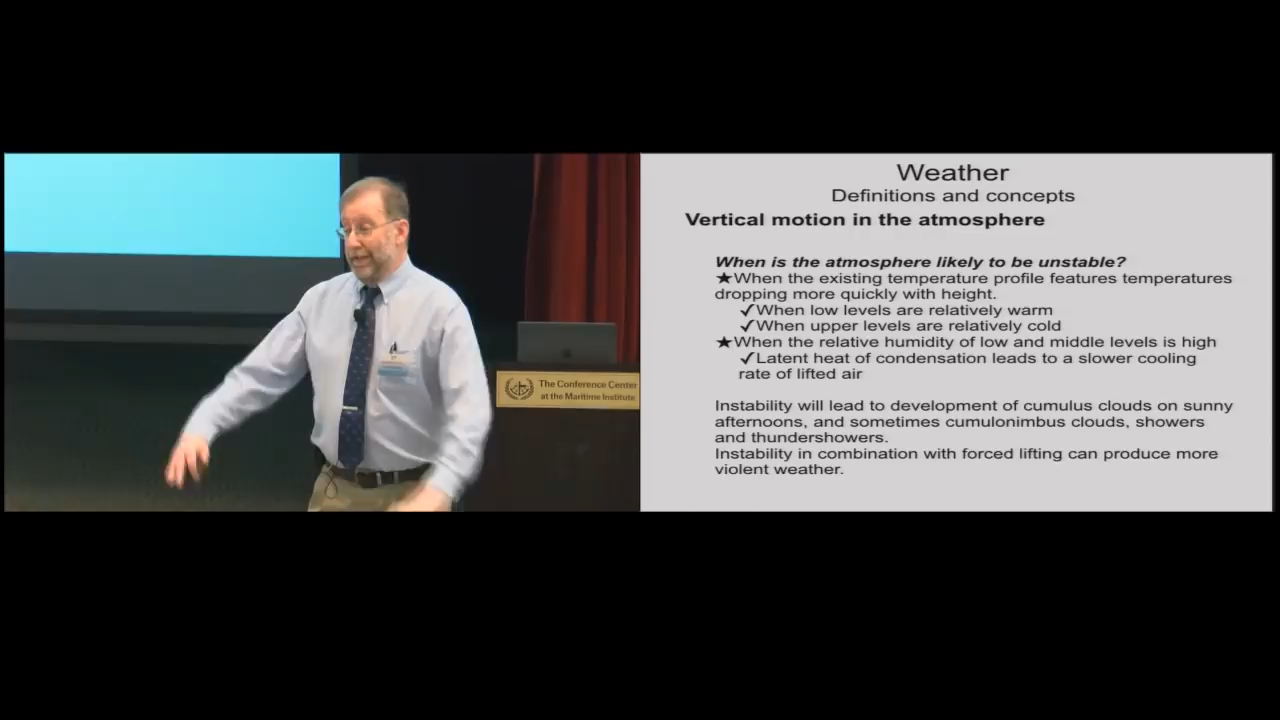 Weather
Definitions and concepts
Vertical motion in the atmosphere
When is the atmosphere likely to be unstable?
★When the existing temperature profile features temperatures
dropping more quickly with height.
✓When low levels are relatively warm
✓When upper levels are relatively cold
★When the relative humidity of low and middle levels is high
✓Latent heat of condensation leads to a slower cooling
rate of lifted air
Instability will lead to development of cumulus clouds on sunny
afternoons, and sometimes cumulonimbus clouds, showers
and thundershowers.
Instability in combination with forced lifting can produce more
violent weather.
The Conference Center
at the Maritime Institute